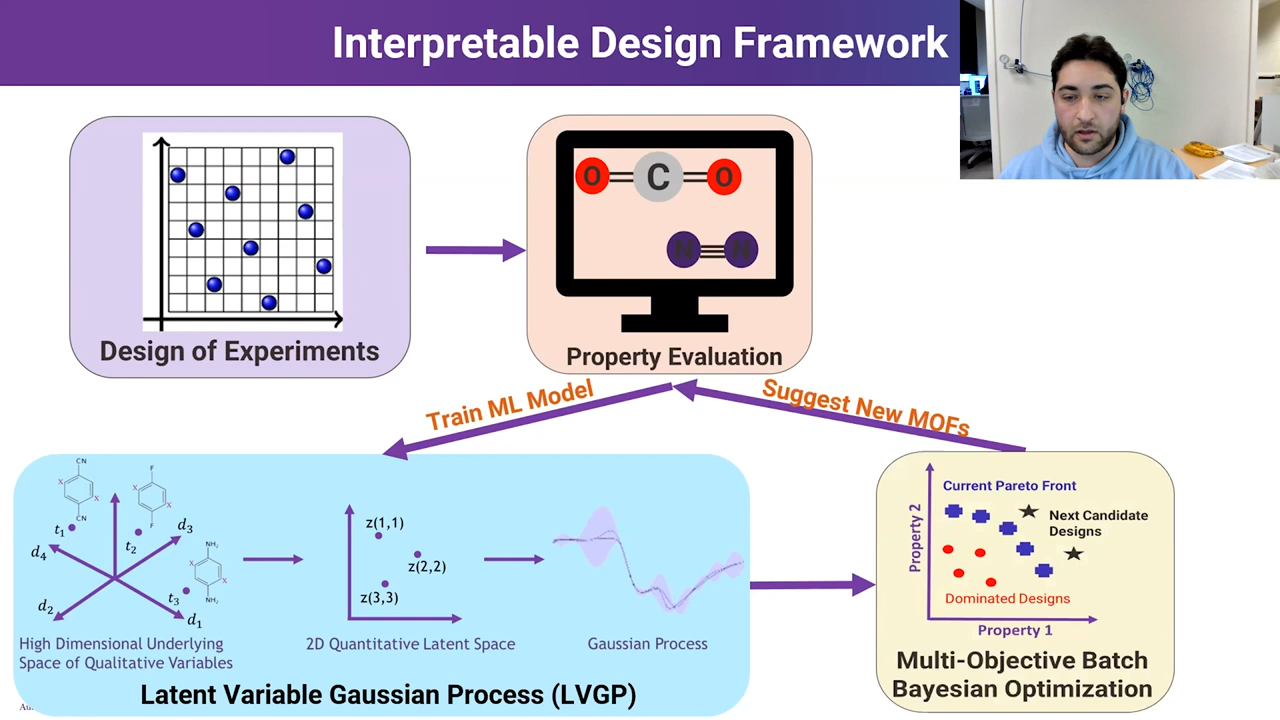 Interpretable Design Framework
Design of Experiments
O
C
O
N
N
Property Evaluation
Train ML Model
Suggest New MOFs
CN
X
X
CN
t₁
F
X
X
F
t₂
d₃
d₄
NH₂
X
X
NH₂
t₃
d₂
d₁
High Dimensional Underlying
Space of Qualitative Variables
z(1,1)
z(2,2)
z(3,3)
2D Quantitative Latent Space
Gaussian Process
Latent Variable Gaussian Process (LVGP)
Current Pareto Front
Next Candidate
Designs
Property 2
Dominated Designs
Property 1
Multi-Objective Batch
Bayesian Optimization